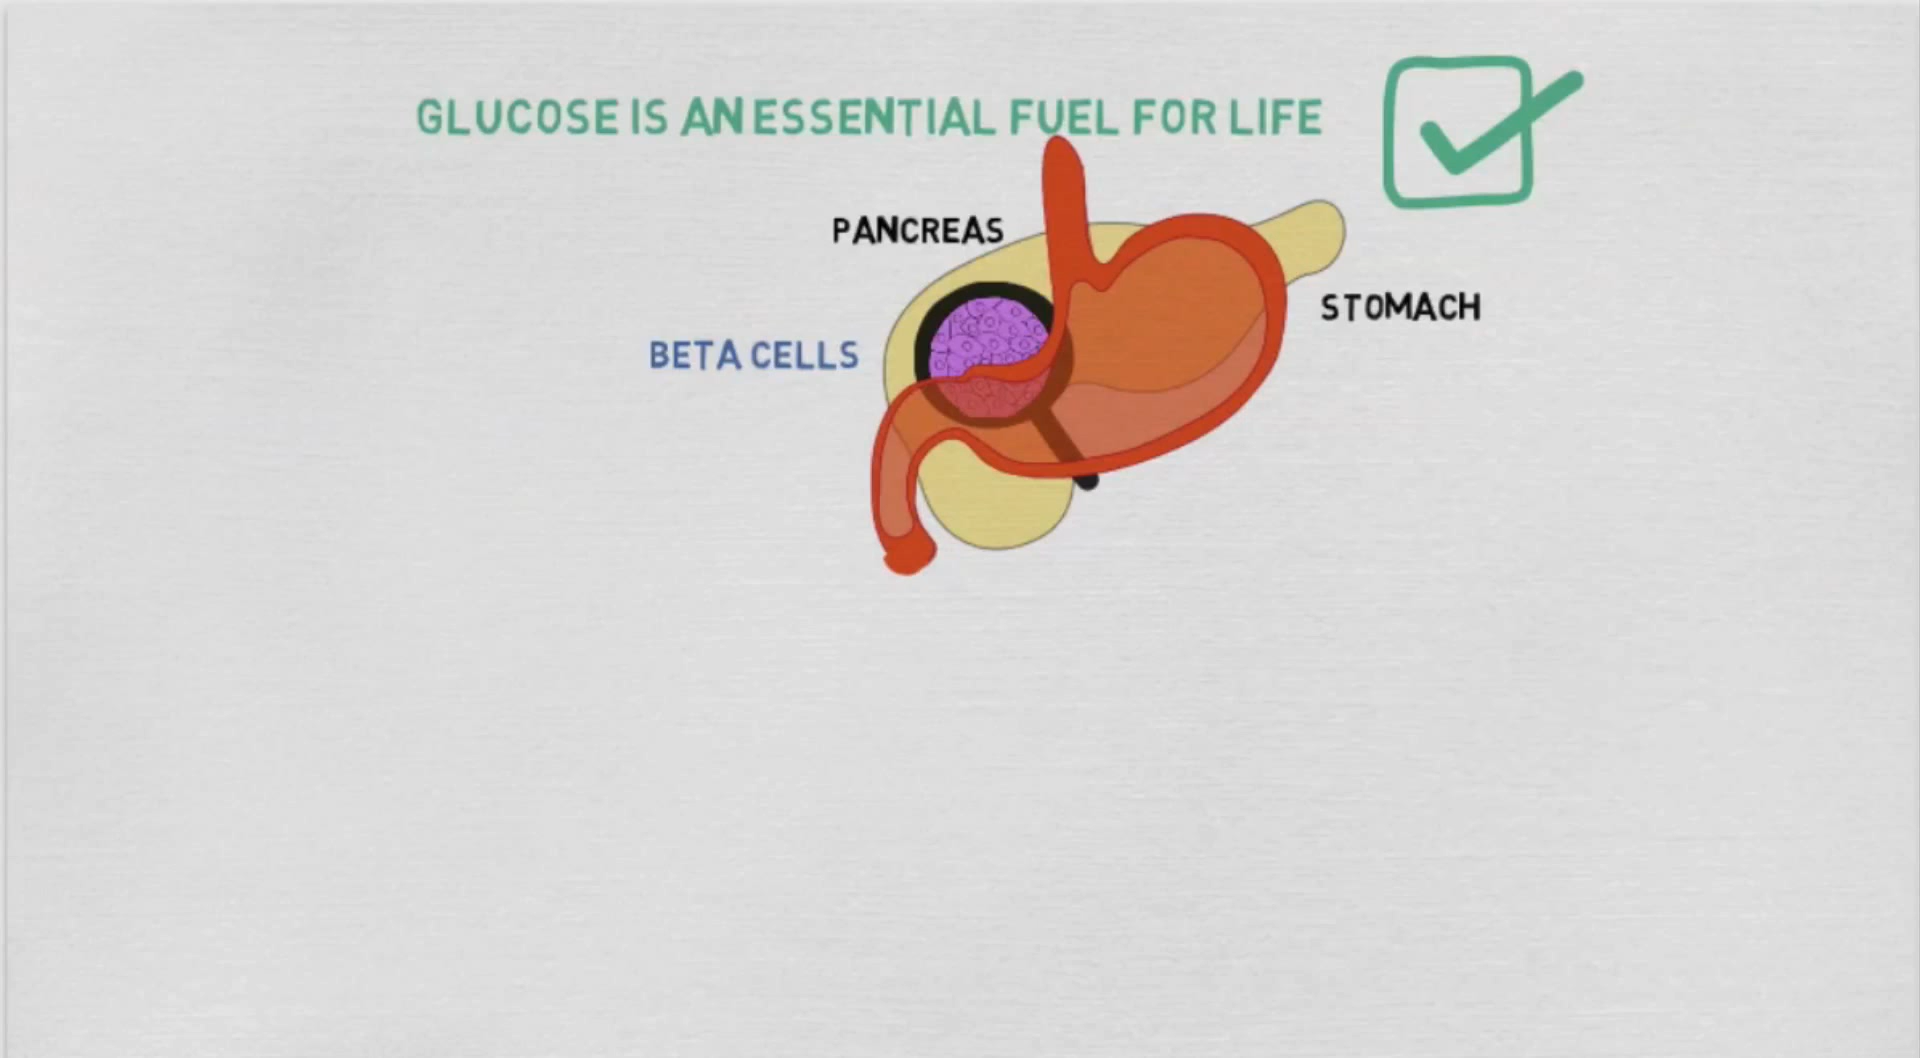 GLUCOSE IS AN ESSENTIAL FUEL FOR LIFE
PANCREAS
STOMACH
BETA CELLS